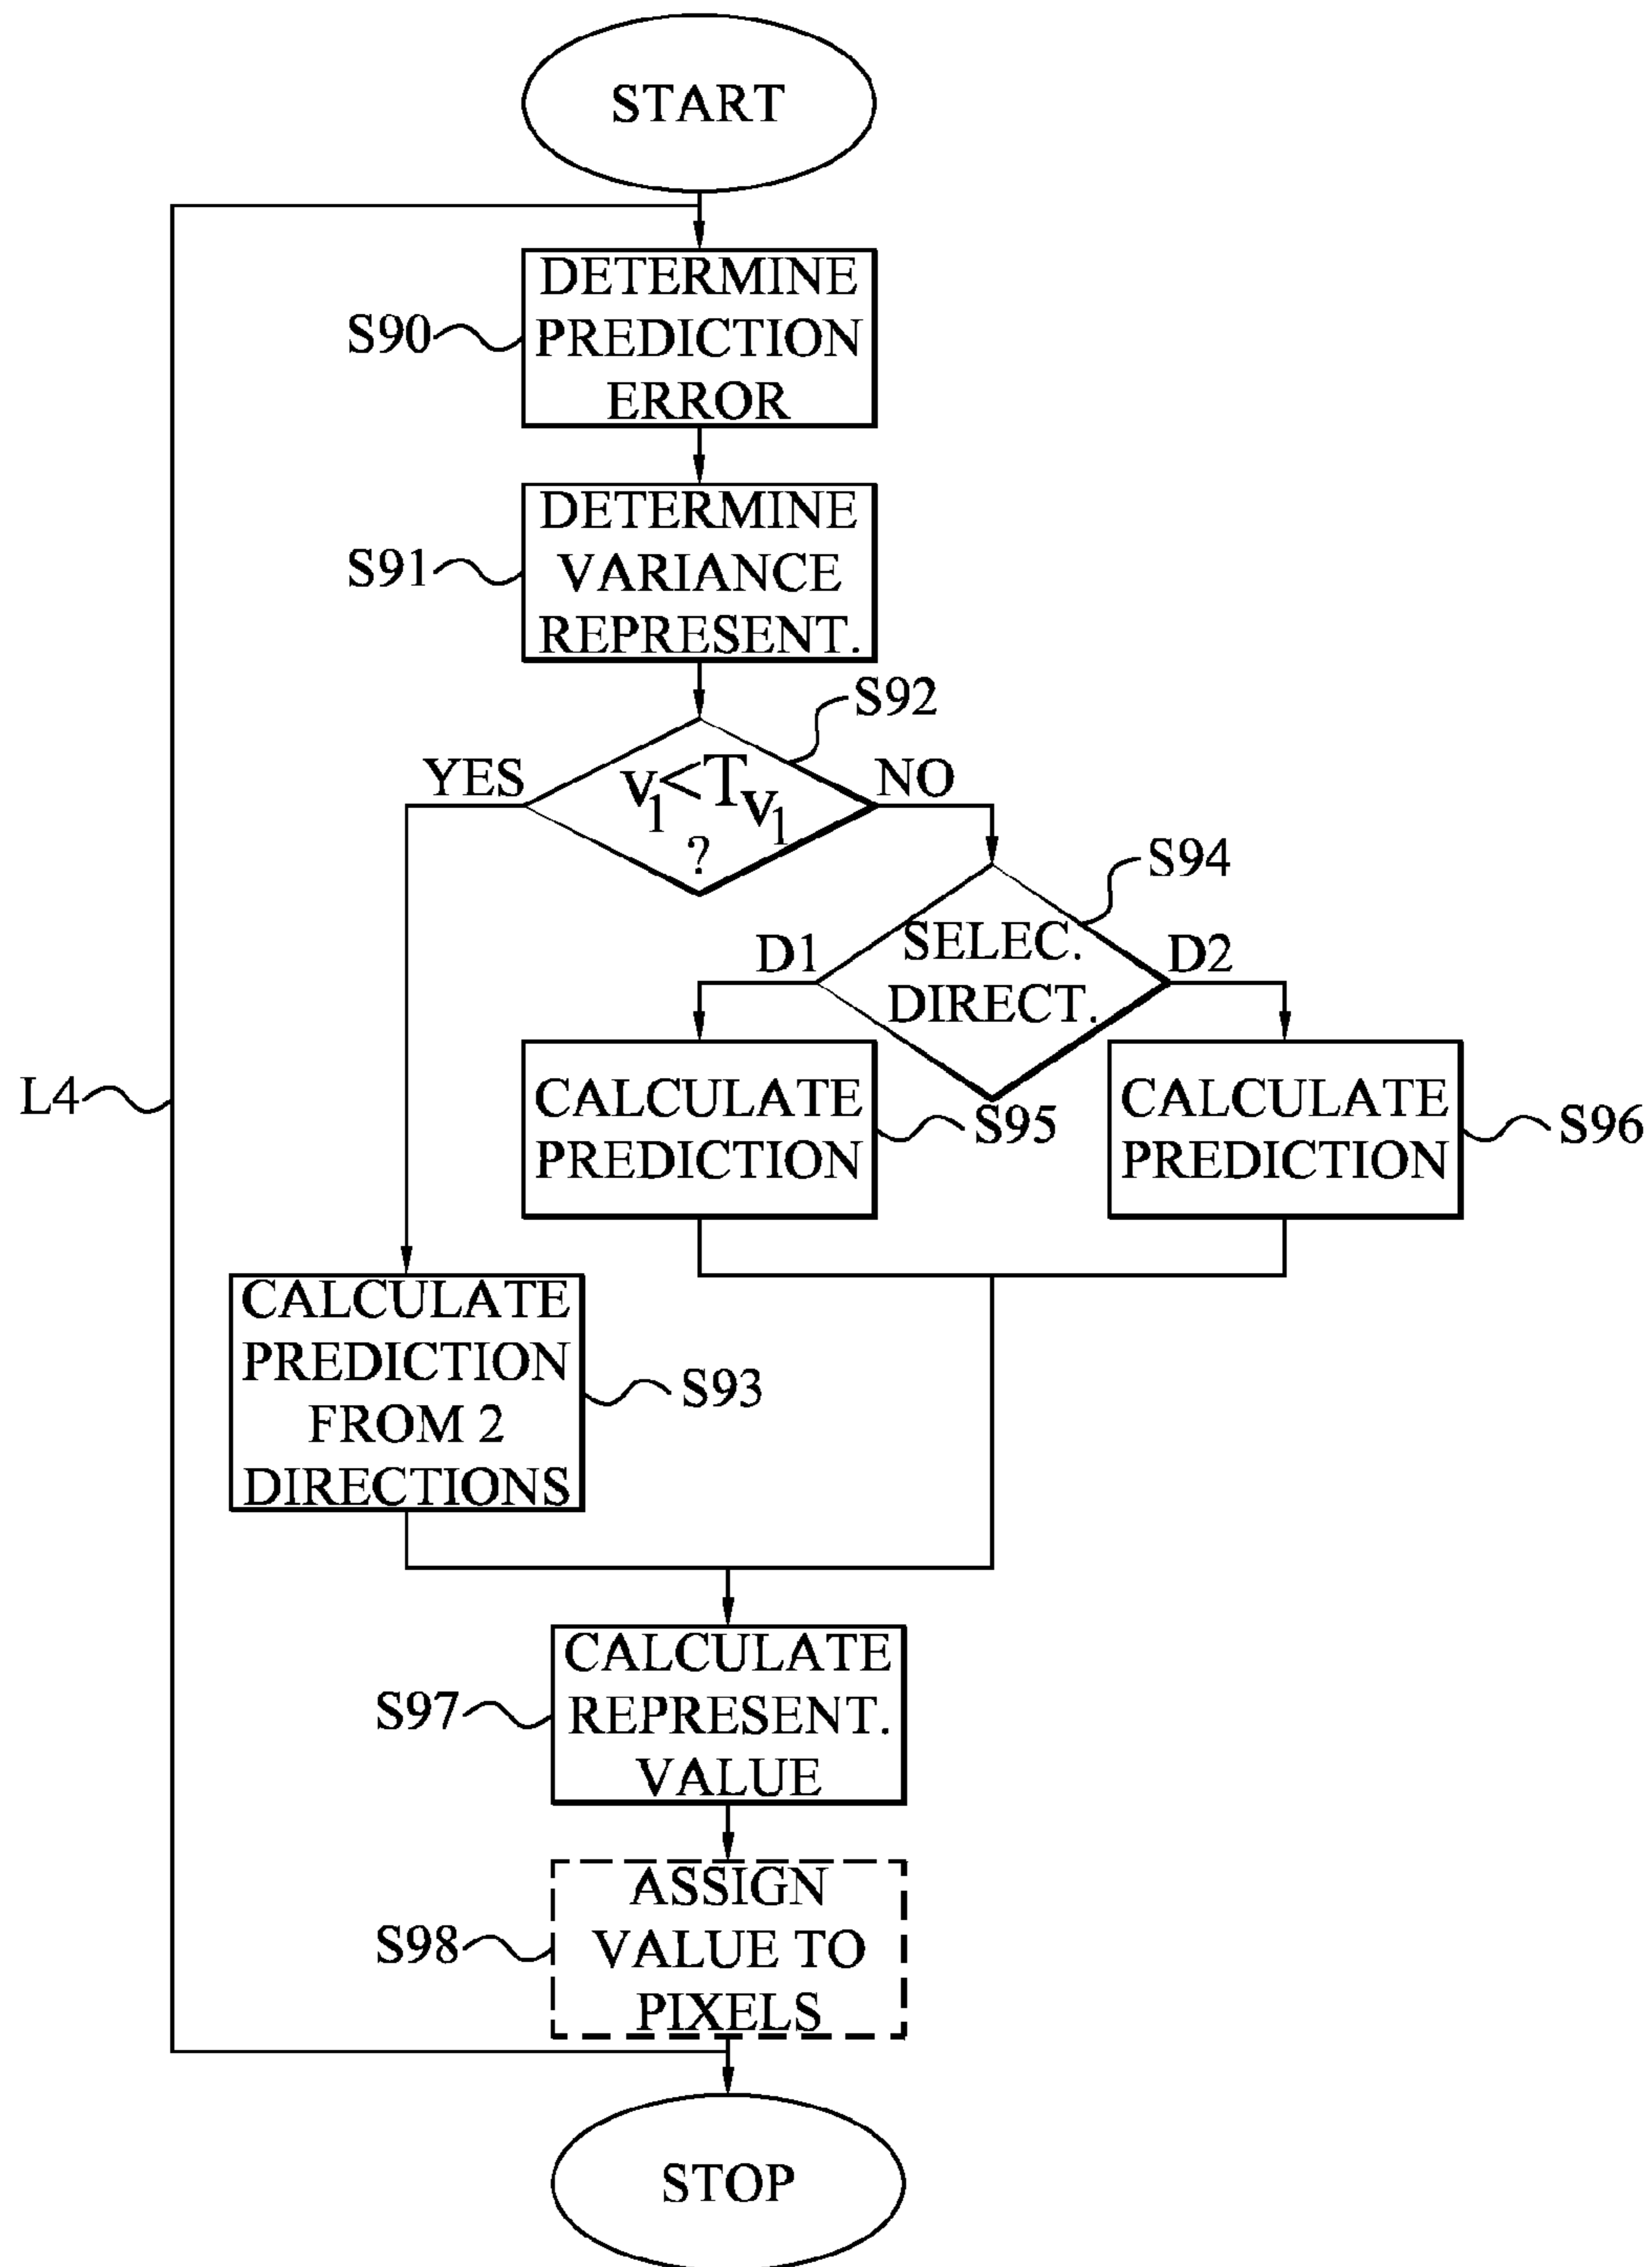 START
DETERMINE
PREDICTION
ERROR
S90
DETERMINE
VARIANCE
REPRESENT.
S91
S92
YES
v1<Tv1
?
NO
S94
D1
SELEC.
DIRECT.
D2
L4
CALCULATE
PREDICTION
S95
CALCULATE
PREDICTION
S96
CALCULATE
PREDICTION
FROM 2
DIRECTIONS
S93
CALCULATE
REPRESENT.
VALUE
S97
ASSIGN
VALUE TO
PIXELS
S98
STOP